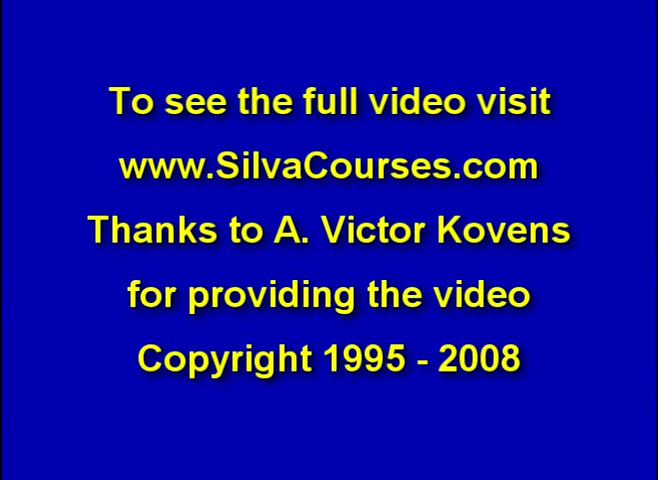 To see the full video visit
www.SilvaCourses.com
Thanks to A. Victor Kovens
for providing the video
Copyright 1995 - 2008